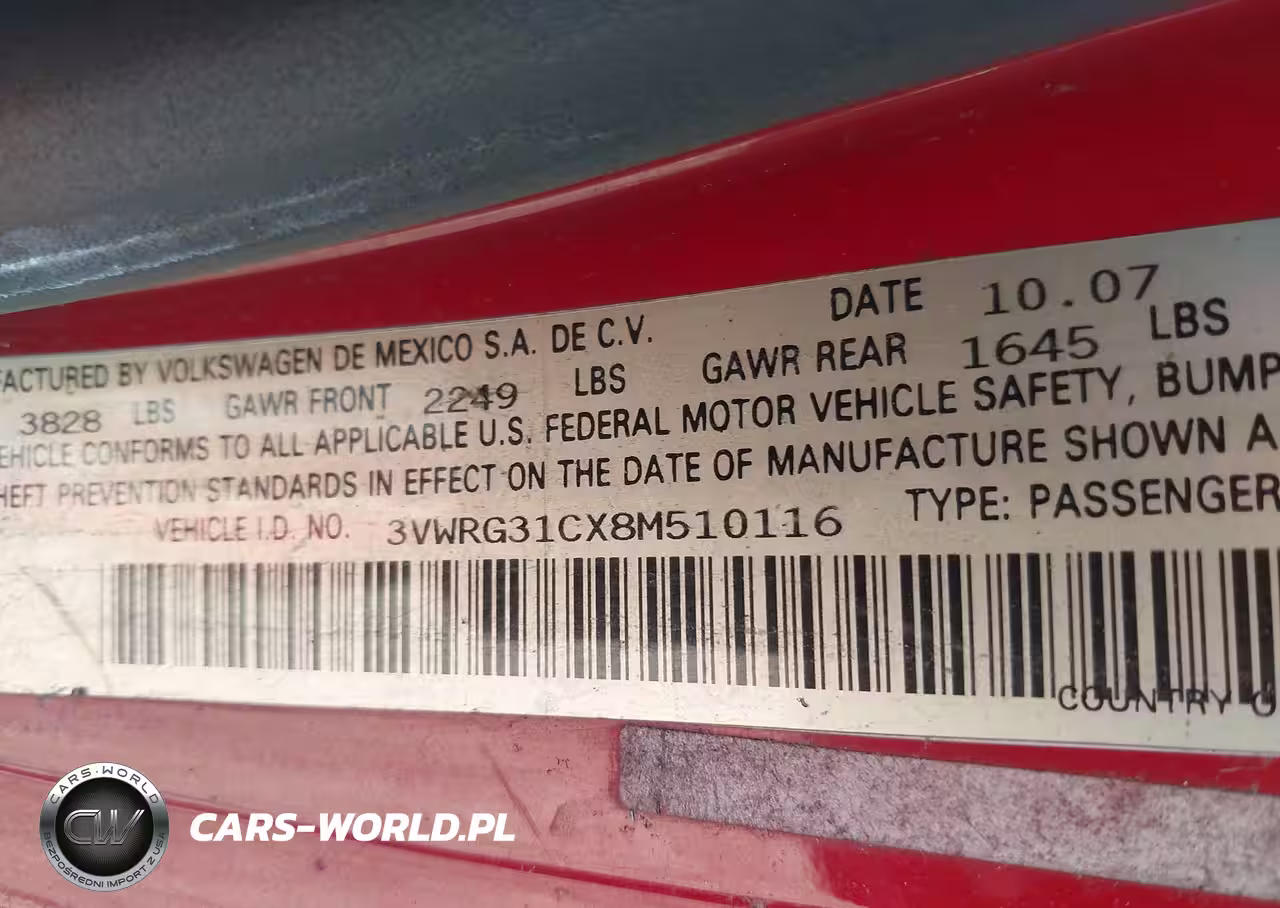 FACTURED BY VOLKSWAGEN DE MEXICO S.A. DE C.V. DATE 10.07
3828 LBS GAWR FRONT 2249 LBS GAWR REAR 1645 LBS
EHICLE CONFORMS TO ALL APPLICABLE U.S. FEDERAL MOTOR VEHICLE SAFETY, BUMP
HEFT PREVENTION STANDARDS IN EFFECT ON THE DATE OF MANUFACTURE SHOWN A
VEHICLE I.D. NO. 3VWRG31CX8M510116 TYPE: PASSENGER
COUNTRY O
CARS-WORLD
CW
BEZPOŚREDNI IMPORT Z USA
CARS-WORLD.PL